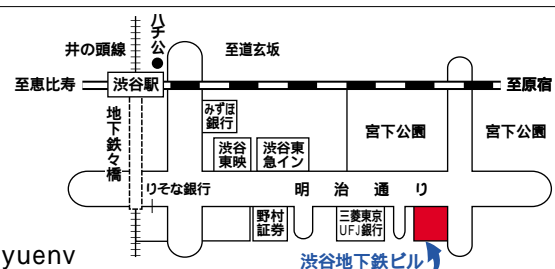 ハチ公
井の頭線
至道玄坂
至恵比寿
渋谷駅
至原宿
みずほ
銀行
地下鉄々橋
渋谷
東映
渋谷東
急イン
宮下公園
宮下公園
りそな銀行
明治通り
野村
証券
三菱東京
UFJ銀行
渋谷地下鉄ビル
yuenv